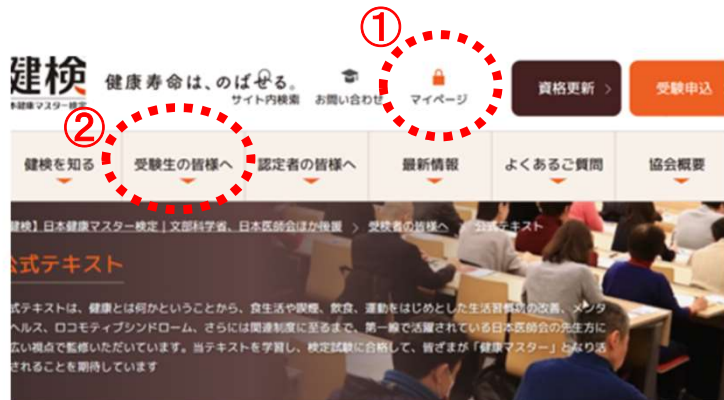 ①
健検
健康寿命は、のばせる。
サイト内検索 お問い合わせ マイページ
資格更新 >
受験申込
②
健検を知る 受験生の皆様へ 認定者の皆様へ 最新情報 よくあるご質問 協会概要
健検】日本健康マスター検定 | 文部科学省、日本医師会ほか後援 > 受検者の皆様へ > 公式テキスト
公式テキスト
式テキストは、健康とは何かということから、食生活や喫煙、飲食、運動をはじめとした生活習慣病の改善、メンタ
ヘルス、ロコモティブシンドローム、さらには関連制度に至るまで、第一線で活躍されている日本医師会の先生方に
広い視点で監修いただいています。当テキストを学習し、検定試験に合格して、皆さまが「健康マスター」となり活
されることを期待しています